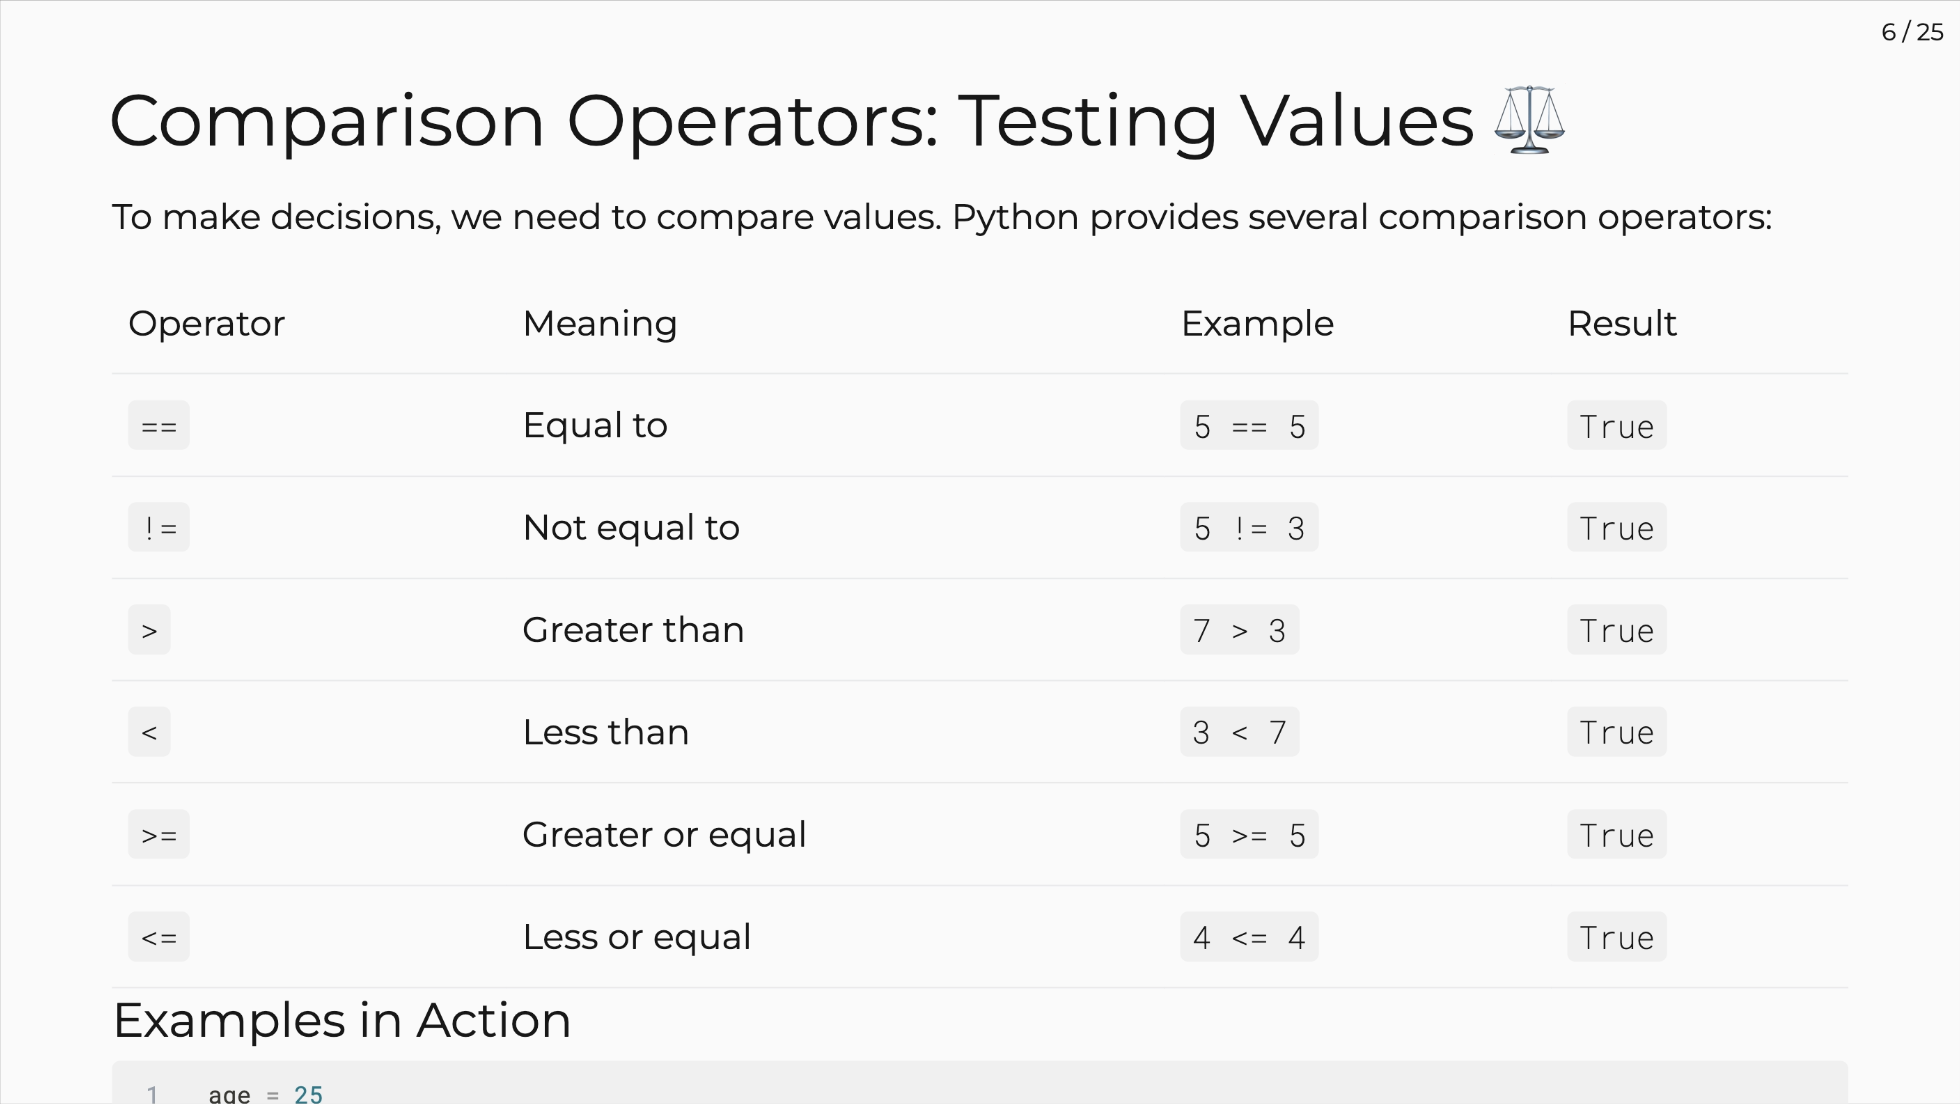 6 / 25
Comparison Operators: Testing Values
To make decisions, we need to compare values. Python provides several comparison operators:
Operator Meaning Example Result
== Equal to 5 == 5 True
!= Not equal to 5 != 3 True
> Greater than 7 > 3 True
< Less than 3 < 7 True
>= Greater or equal 5 >= 5 True
<= Less or equal 4 <= 4 True
Examples in Action
1 age = 25